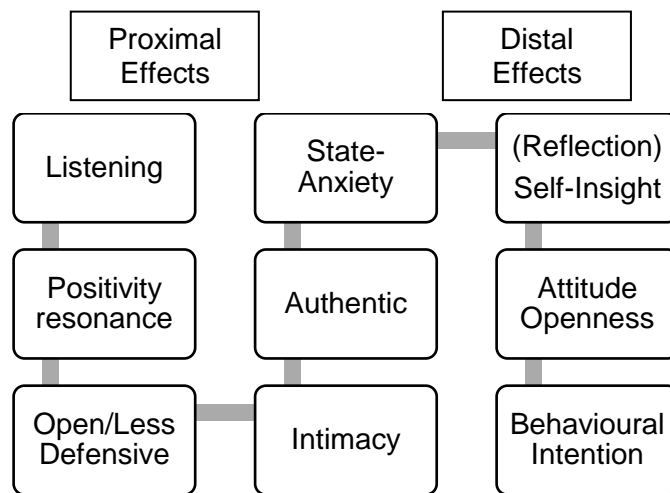 Proximal
Effects
Distal
Effects
Listening
Positivity
resonance
Open/Less
Defensive
Intimacy
Authentic
State-
Anxiety
(Reflection)
Self-Insight
Attitude
Openness
Behavioural
Intention